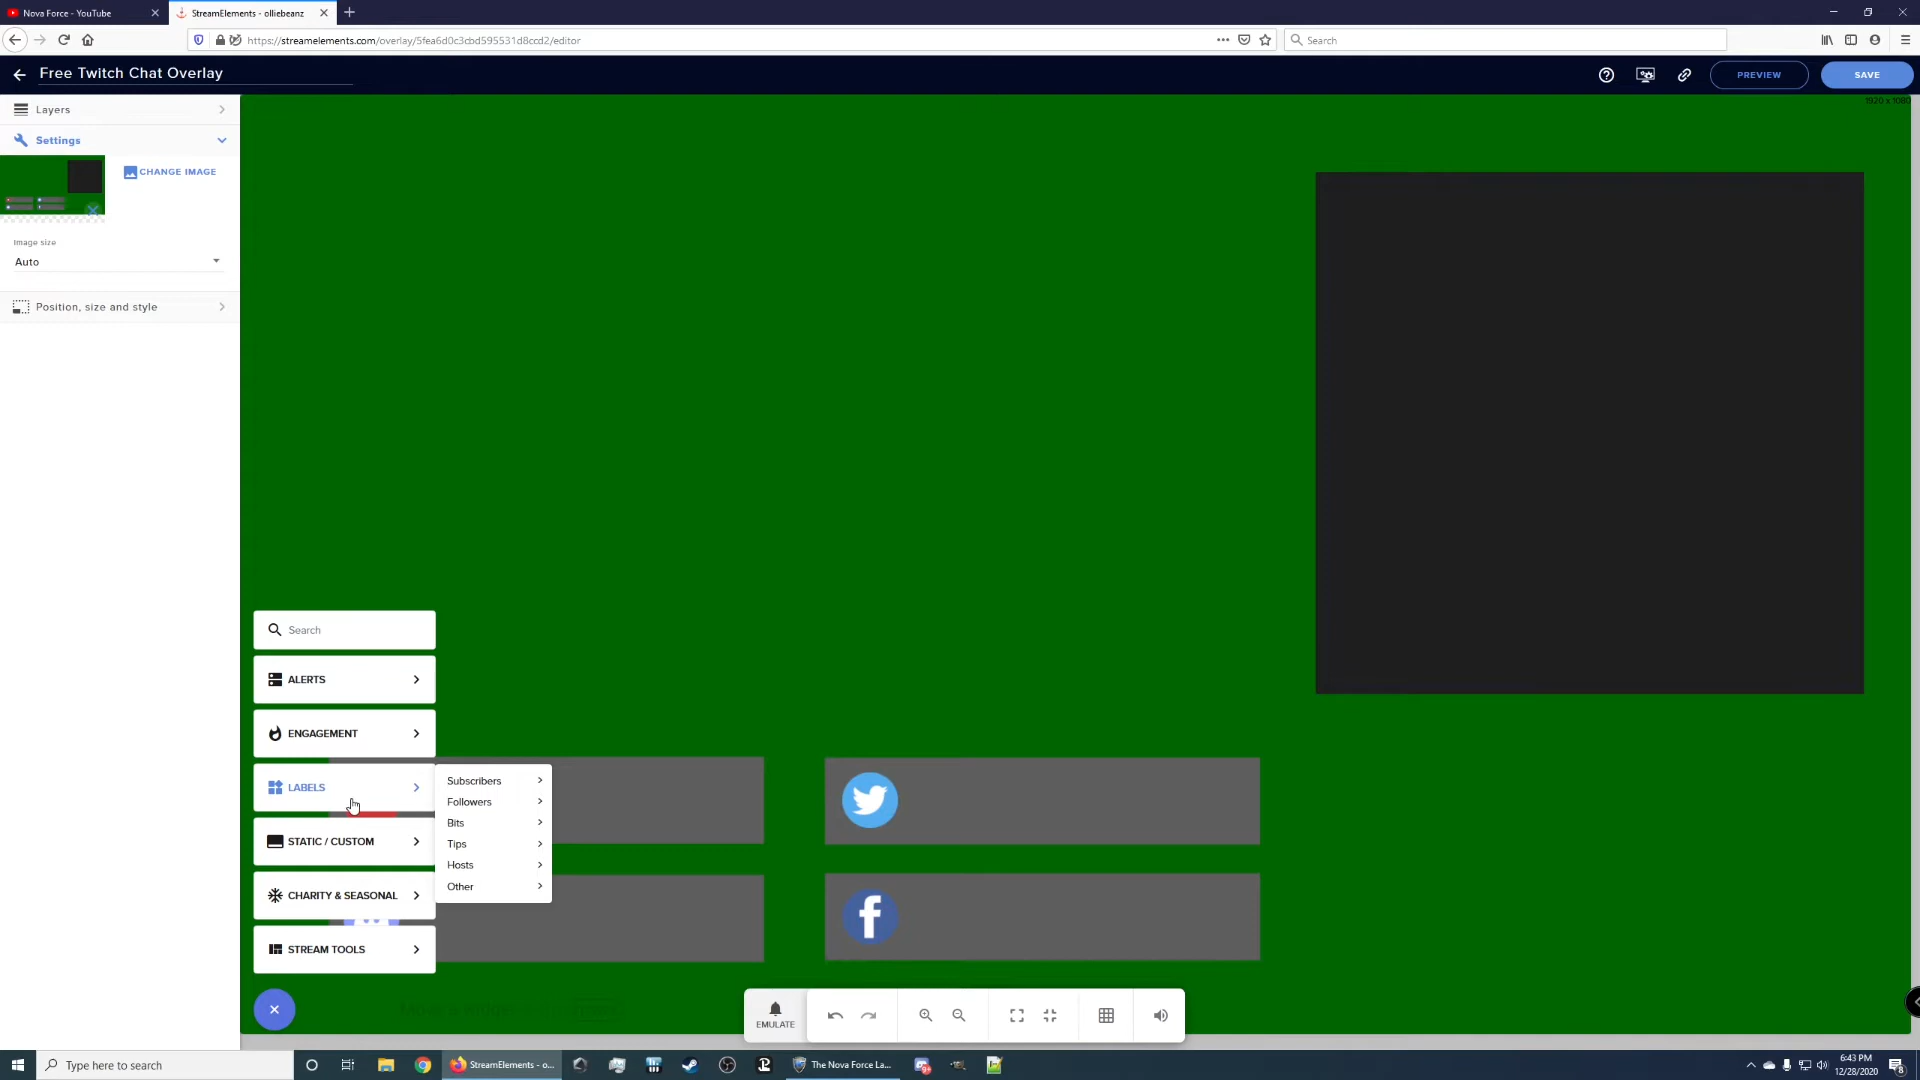 Nova Force - YouTube
StreamElements - olliebeanz
https://streamelements.com/overlay/5fea6d0c3cbd595531d8ccd2/editor
Search
Free Twitch Chat Overlay
PREVIEW
SAVE
1920 x 1080
Layers
Settings
CHANGE IMAGE
Image size
Auto
Position, size and style
Search
ALERTS
ENGAGEMENT
LABELS
STATIC / CUSTOM
CHARITY & SEASONAL
STREAM TOOLS
Subscribers
Followers
Bits
Tips
Hosts
Other
EMULATE
Type here to search
StreamElements - o...
The Nova Force La...
6:43 PM
12/28/2020